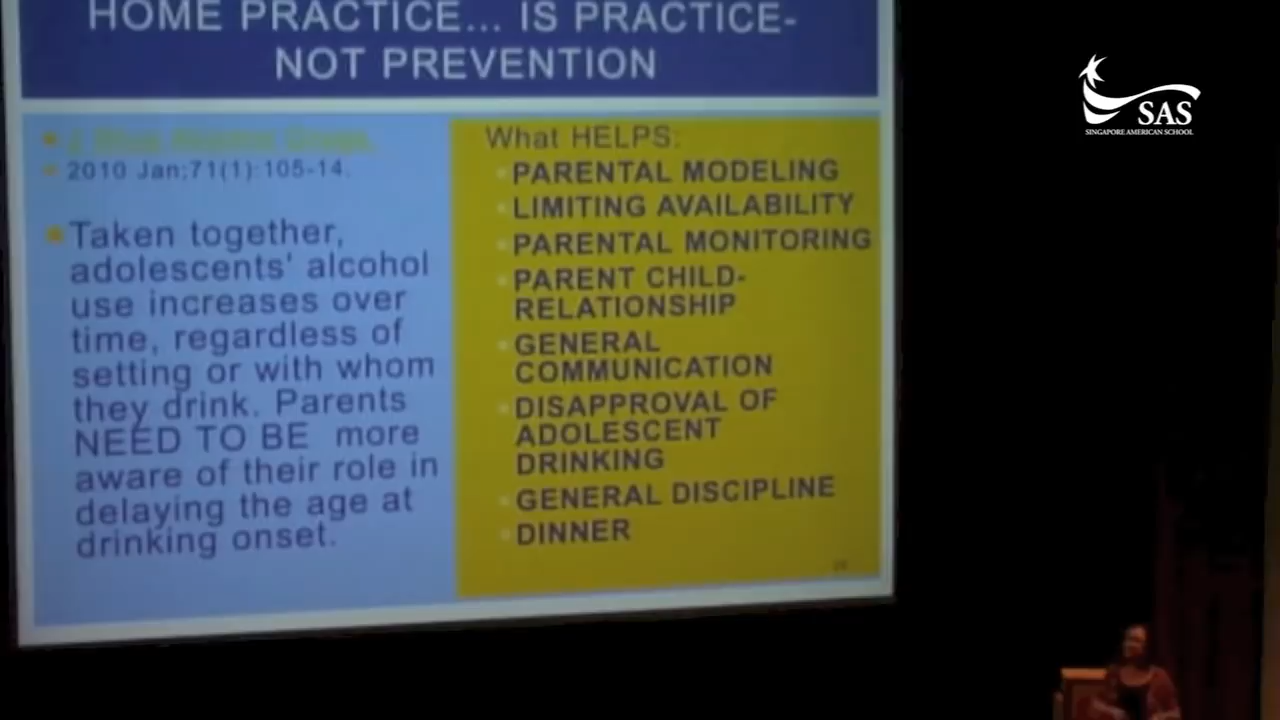 HOME PRACTICE... IS PRACTICE-
NOT PREVENTION
2010 Jan;71(1):105-14.
Taken together,
adolescents' alcohol
use increases over
time, regardless of
setting or with whom
they drink. Parents
NEED TO BE more
aware of their role in
delaying the age at
drinking onset.
What HELPS:
PARENTAL MODELING
LIMITING AVAILABILITY
PARENTAL MONITORING
PARENT CHILD-
RELATIONSHIP
GENERAL
COMMUNICATION
DISAPPROVAL OF
ADOLESCENT
DRINKING
GENERAL DISCIPLINE
DINNER
SAS
SINGAPORE AMERICAN SCHOOL